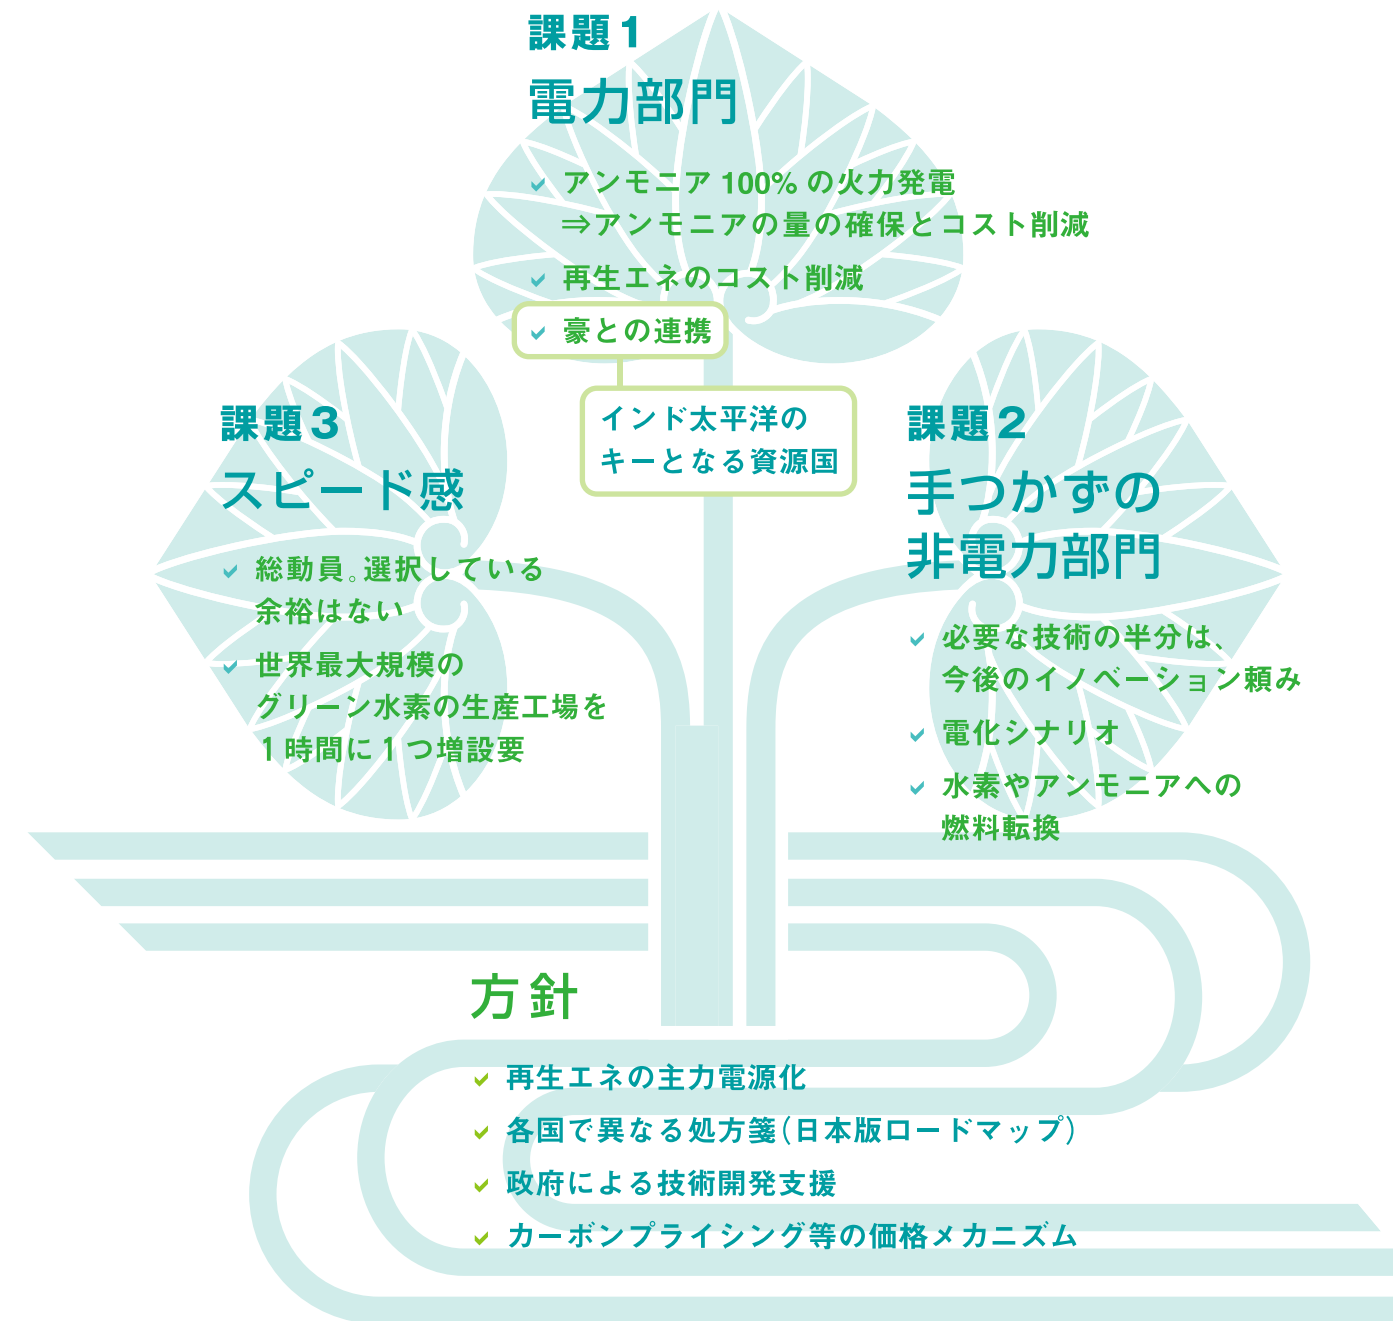 課題1
電力部門
アンモニア 100% の火力発電
⇒アンモニアの量の確保とコスト削減
再生エネのコスト削減
豪との連携
インド太平洋の
キーとなる資源国
課題2
手つかずの
非電力部門
必要な技術の半分は、
今後のイノベーション頼み
電化シナリオ
水素やアンモニアへの
燃料転換
課題3
スピード感
総動員。選択している
余裕はない
世界最大規模の
グリーン水素の生産工場を
1時間に1つ増設要
方針
再生エネの主力電源化
各国で異なる処方箋(日本版ロードマップ)
政府による技術開発支援
カーボンプライシング等の価格メカニズム